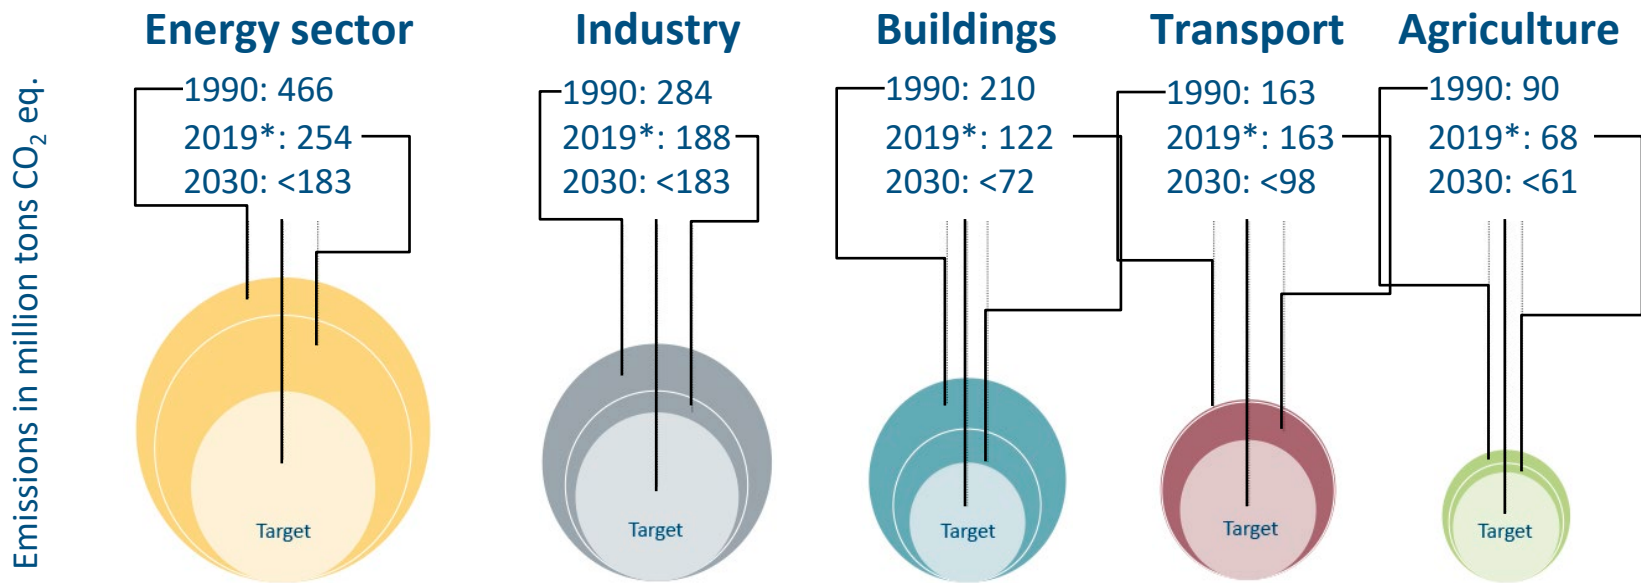 Emissions in million tons CO₂ eq.
Energy sector
1990: 466
2019*: 254
2030: <183
Target
Industry
1990: 284
2019*: 188
2030: <183
Target
Buildings
1990: 210
2019*: 122
2030: <72
Target
Transport
1990: 163
2019*: 163
2030: <98
Target
Agriculture
1990: 90
2019*: 68
2030: <61
Target